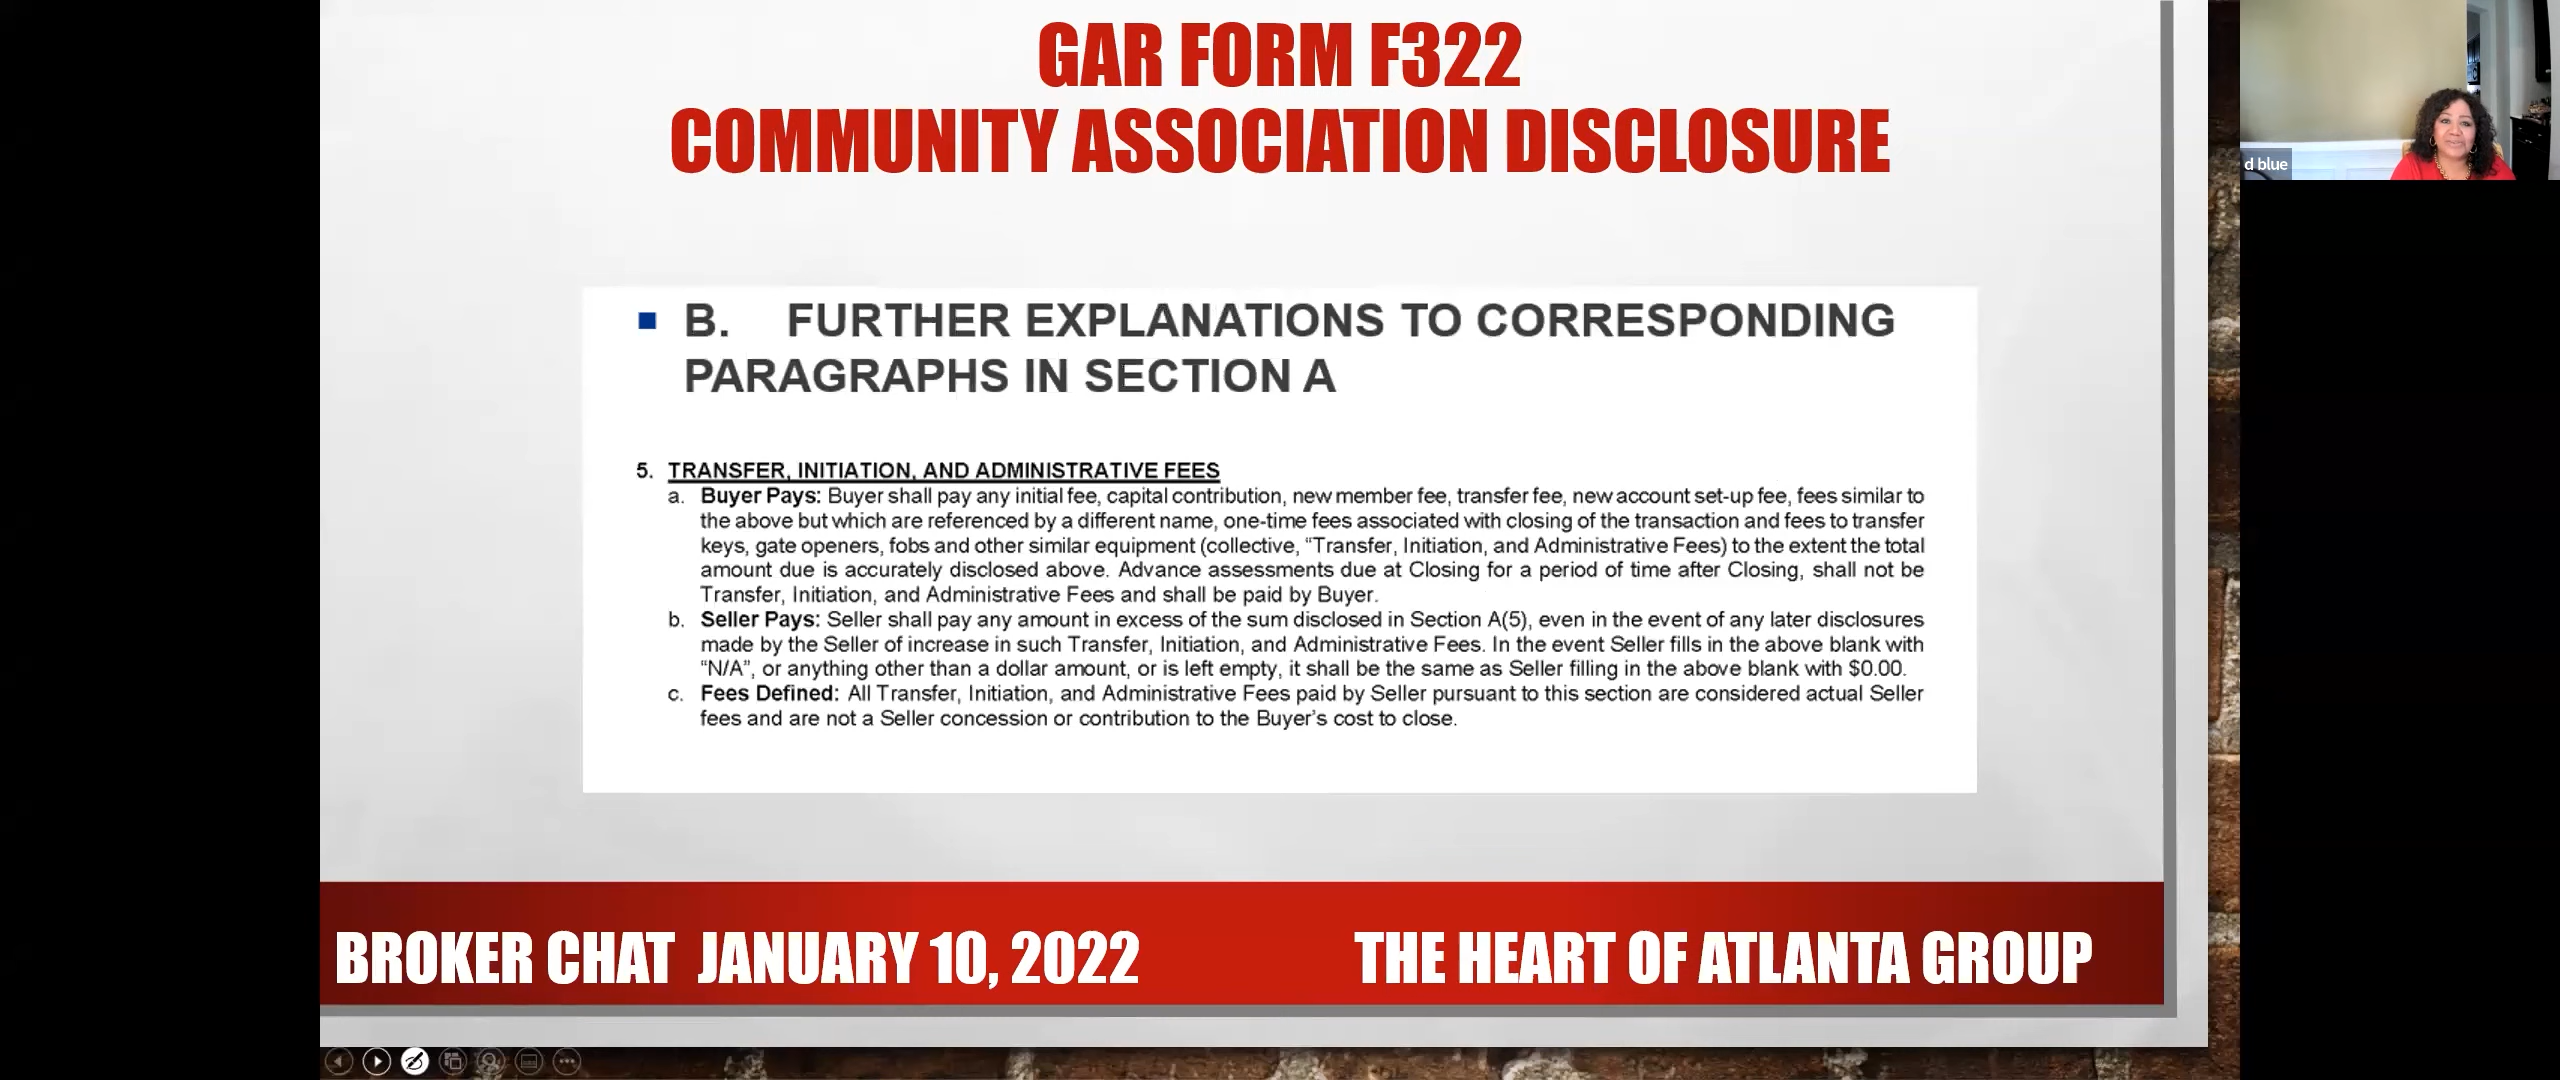 GAR FORM F322
COMMUNITY ASSOCIATION DISCLOSURE
d blue
B. FURTHER EXPLANATIONS TO CORRESPONDING
PARAGRAPHS IN SECTION A
5. TRANSFER, INITIATION, AND ADMINISTRATIVE FEES
a. Buyer Pays: Buyer shall pay any initial fee, capital contribution, new member fee, transfer fee, new account set-up fee, fees similar to
the above but which are referenced by a different name, one-time fees associated with closing of the transaction and fees to transfer
keys, gate openers, fobs and other similar equipment (collective, “Transfer, Initiation, and Administrative Fees) to the extent the total
amount due is accurately disclosed above. Advance assessments due at Closing for a period of time after Closing, shall not be
Transfer, Initiation, and Administrative Fees and shall be paid by Buyer.
b. Seller Pays: Seller shall pay any amount in excess of the sum disclosed in Section A(5), even in the event of any later disclosures
made by the Seller of increase in such Transfer, Initiation, and Administrative Fees. In the event Seller fills in the above blank with
“N/A”, or anything other than a dollar amount, or is left empty, it shall be the same as Seller filling in the above blank with $0.00.
c. Fees Defined: All Transfer, Initiation, and Administrative Fees paid by Seller pursuant to this section are considered actual Seller
fees and are not a Seller concession or contribution to the Buyer’s cost to close.
BROKER CHAT JANUARY 10, 2022
THE HEART OF ATLANTA GROUP